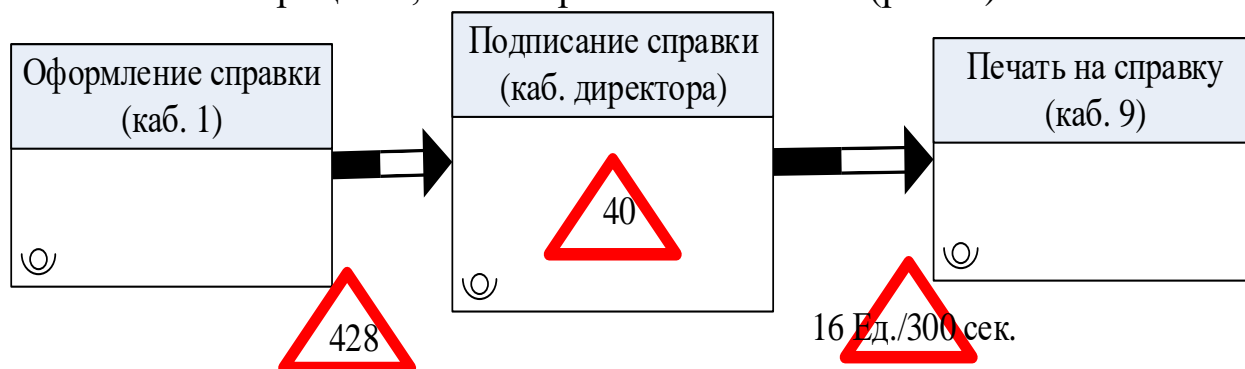 Оформление справки
(каб. 1)
Подписание справки
(каб. директора)
Печать на справку
(каб. 9)
40
428
16 Ед./300 сек.